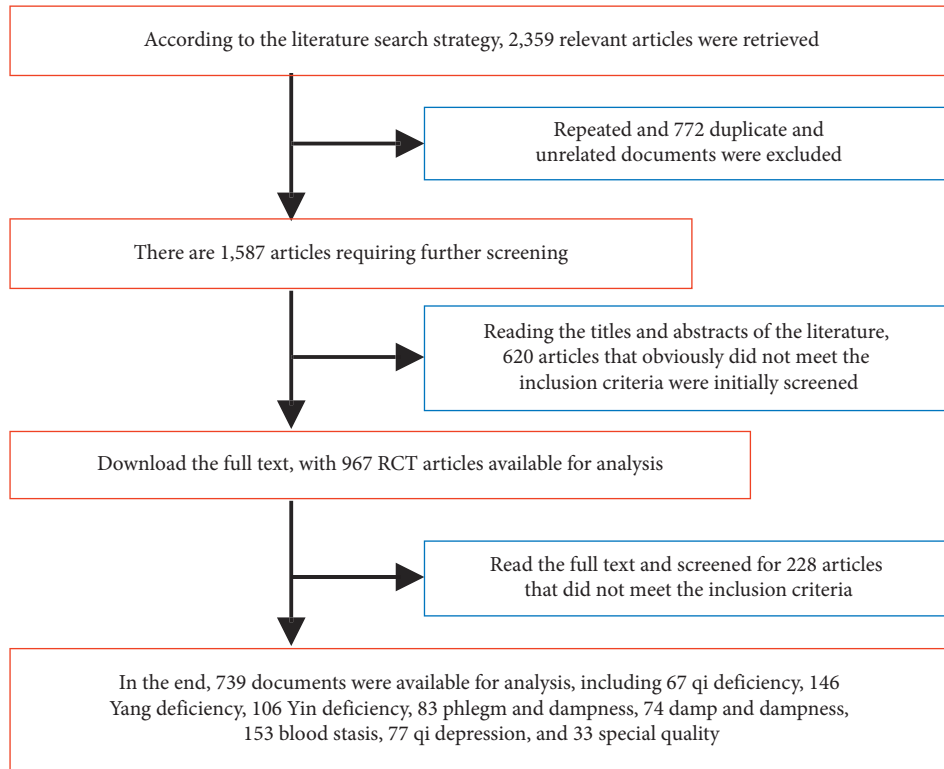 According to the literature search strategy, 2,359 relevant articles were retrieved
Repeated and 772 duplicate and
unrelated documents were excluded
There are 1,587 articles requiring further screening
Reading the titles and abstracts of the literature,
620 articles that obviously did not meet the
inclusion criteria were initially screened
Download the full text, with 967 RCT articles available for analysis
Read the full text and screened for 228 articles
that did not meet the inclusion criteria
In the end, 739 documents were available for analysis, including 67 qi deficiency, 146
Yang deficiency, 106 Yin deficiency, 83 phlegm and dampness, 74 damp and dampness,
153 blood stasis, 77 qi depression, and 33 special quality